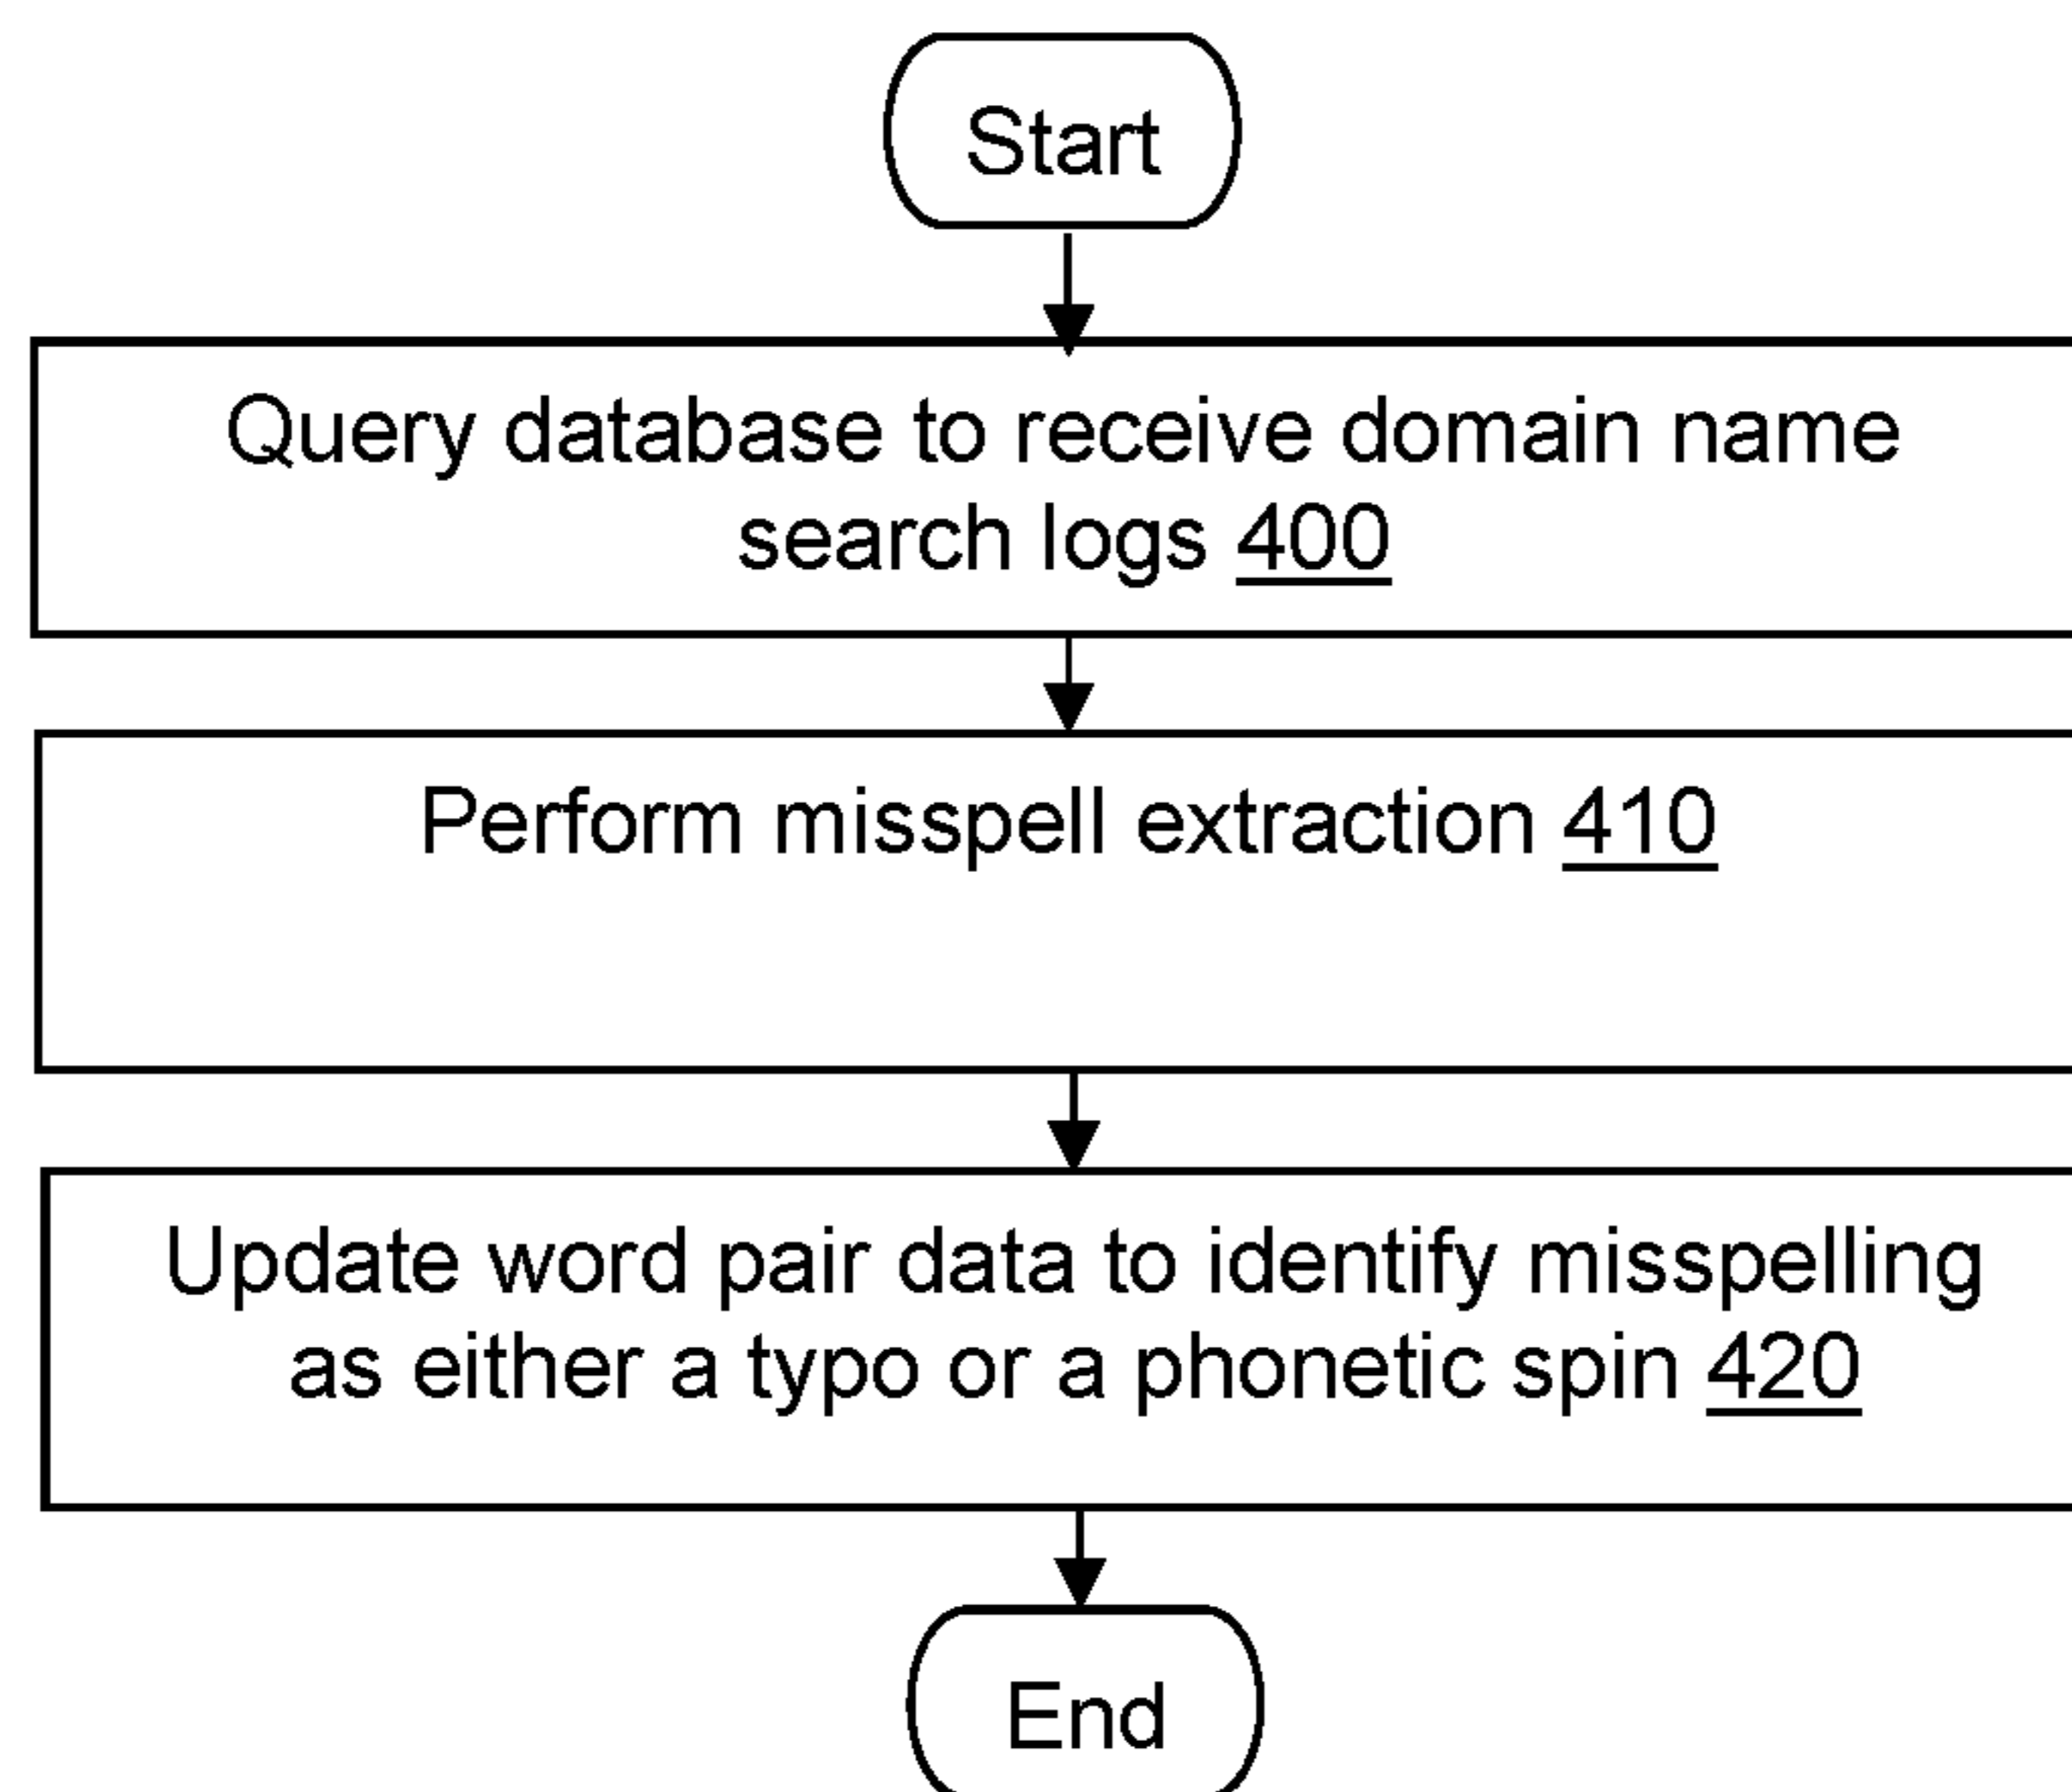 Start
Query database to receive domain name
search logs 400
Perform misspell extraction 410
Update word pair data to identify misspelling
as either a typo or a phonetic spin 420
End